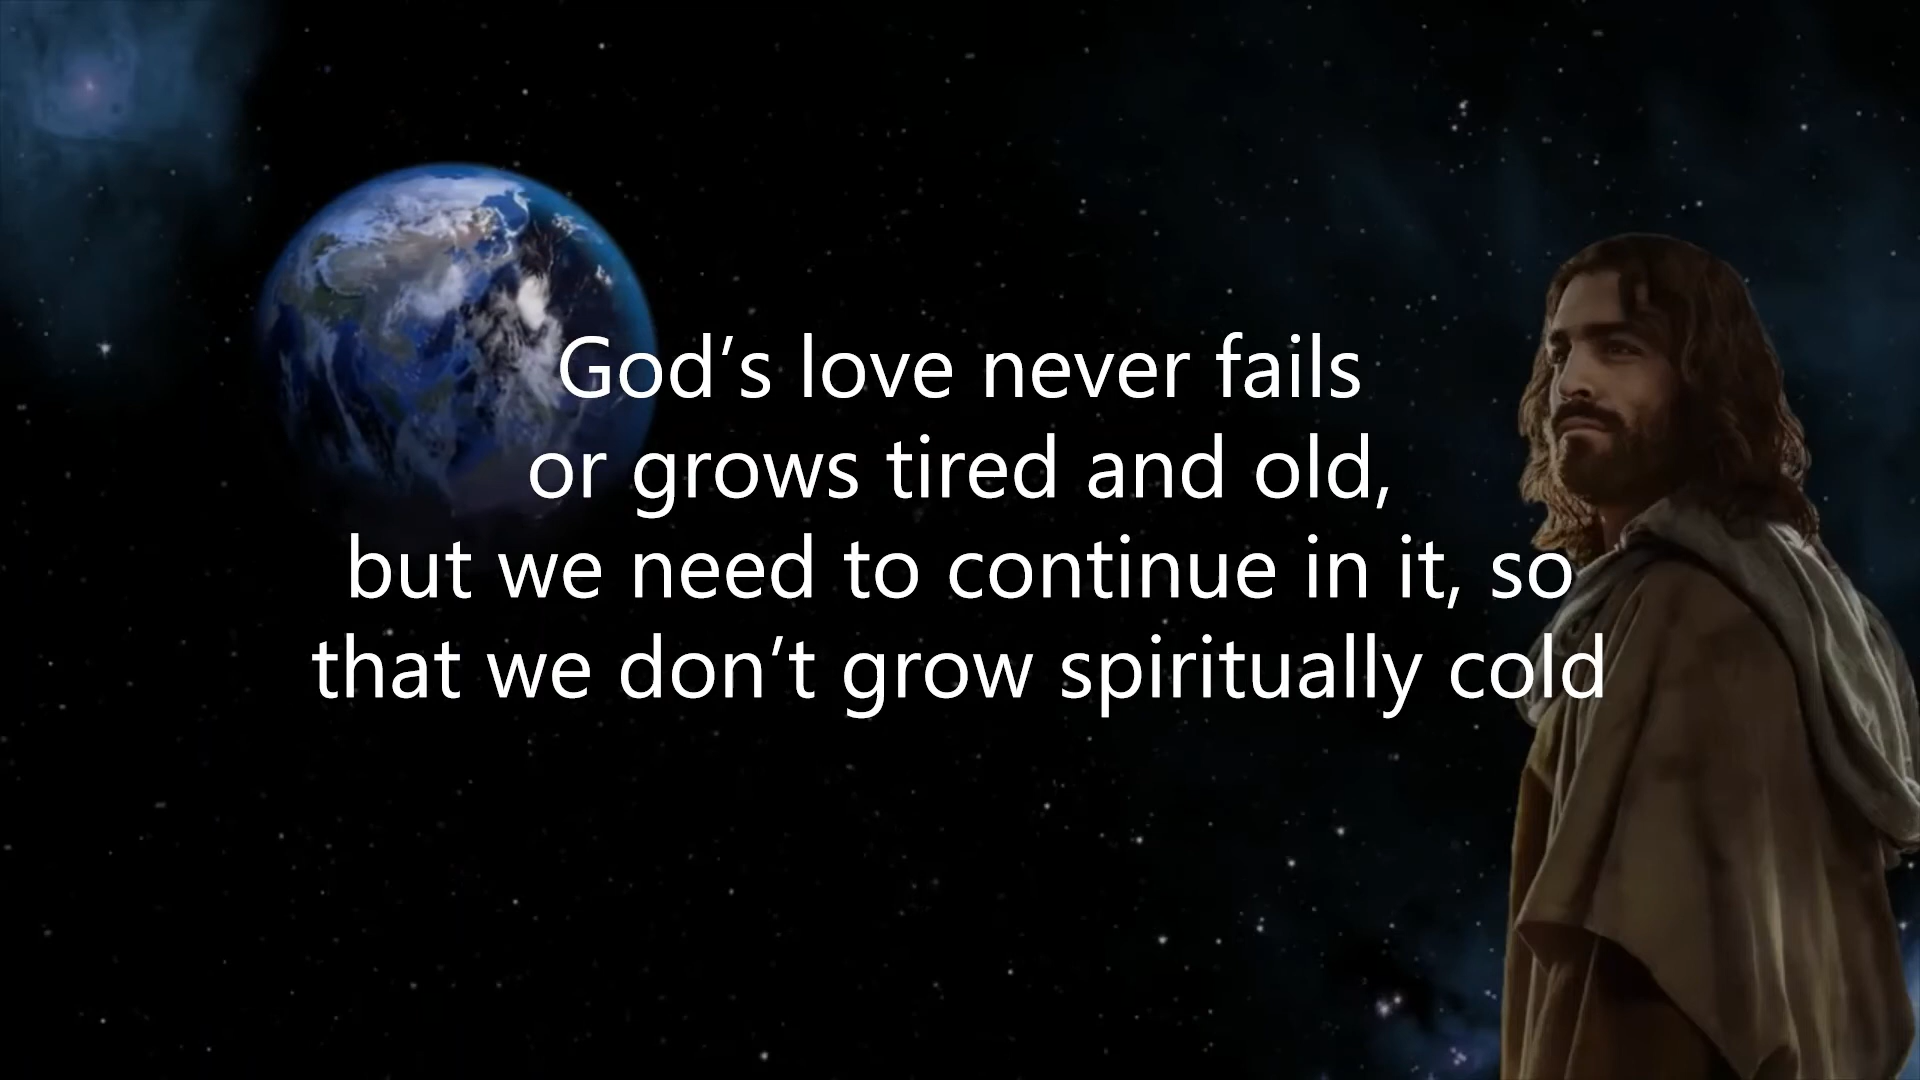 God’s love never fails
or grows tired and old,
but we need to continue in it, so
that we don’t grow spiritually cold